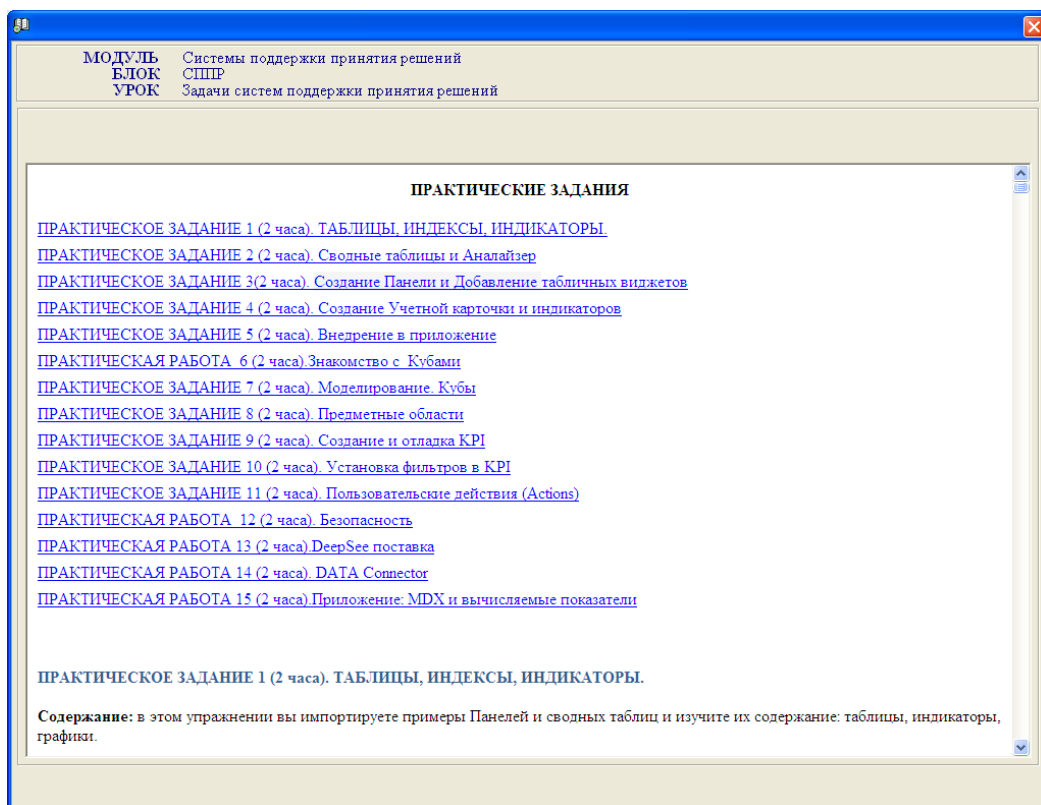 МОДУЛЬ Системы поддержки принятия решений
БЛОК СППР
УРОК Задачи систем поддержки принятия решений
ПРАКТИЧЕСКИЕ ЗАДАНИЯ
ПРАКТИЧЕСКОЕ ЗАДАНИЕ 1 (2 часа). ТАБЛИЦЫ, ИНДЕКСЫ, ИНДИКАТОРЫ.
ПРАКТИЧЕСКОЕ ЗАДАНИЕ 2 (2 часа). Сводные таблицы и Аналайзер
ПРАКТИЧЕСКОЕ ЗАДАНИЕ 3(2 часа). Создание Панели и Добавление табличных виджетов
ПРАКТИЧЕСКОЕ ЗАДАНИЕ 4 (2 часа). Создание Учетной карточки и индикаторов
ПРАКТИЧЕСКОЕ ЗАДАНИЕ 5 (2 часа). Внедрение в приложение
ПРАКТИЧЕСКАЯ РАБОТА 6 (2 часа).Знакомство с Кубами
ПРАКТИЧЕСКОЕ ЗАДАНИЕ 7 (2 часа). Моделирование. Кубы
ПРАКТИЧЕСКОЕ ЗАДАНИЕ 8 (2 часа). Предметные области
ПРАКТИЧЕСКОЕ ЗАДАНИЕ 9 (2 часа). Создание и отладка KPI
ПРАКТИЧЕСКОЕ ЗАДАНИЕ 10 (2 часа). Установка фильтров в KPI
ПРАКТИЧЕСКОЕ ЗАДАНИЕ 11 (2 часа). Пользовательские действия (Actions)
ПРАКТИЧЕСКАЯ РАБОТА 12 (2 часа). Безопасность
ПРАКТИЧЕСКАЯ РАБОТА 13 (2 часа).DeepSee поставка
ПРАКТИЧЕСКАЯ РАБОТА 14 (2 часа). DATA Connector
ПРАКТИЧЕСКАЯ РАБОТА 15 (2 часа).Приложение: MDX и вычисляемые показатели
ПРАКТИЧЕСКОЕ ЗАДАНИЕ 1 (2 часа). ТАБЛИЦЫ, ИНДЕКСЫ, ИНДИКАТОРЫ.
Содержание: в этом упражнении вы импортируете примеры Панелей и сводных таблиц и изучите их содержание: таблицы, индикаторы,
графики.